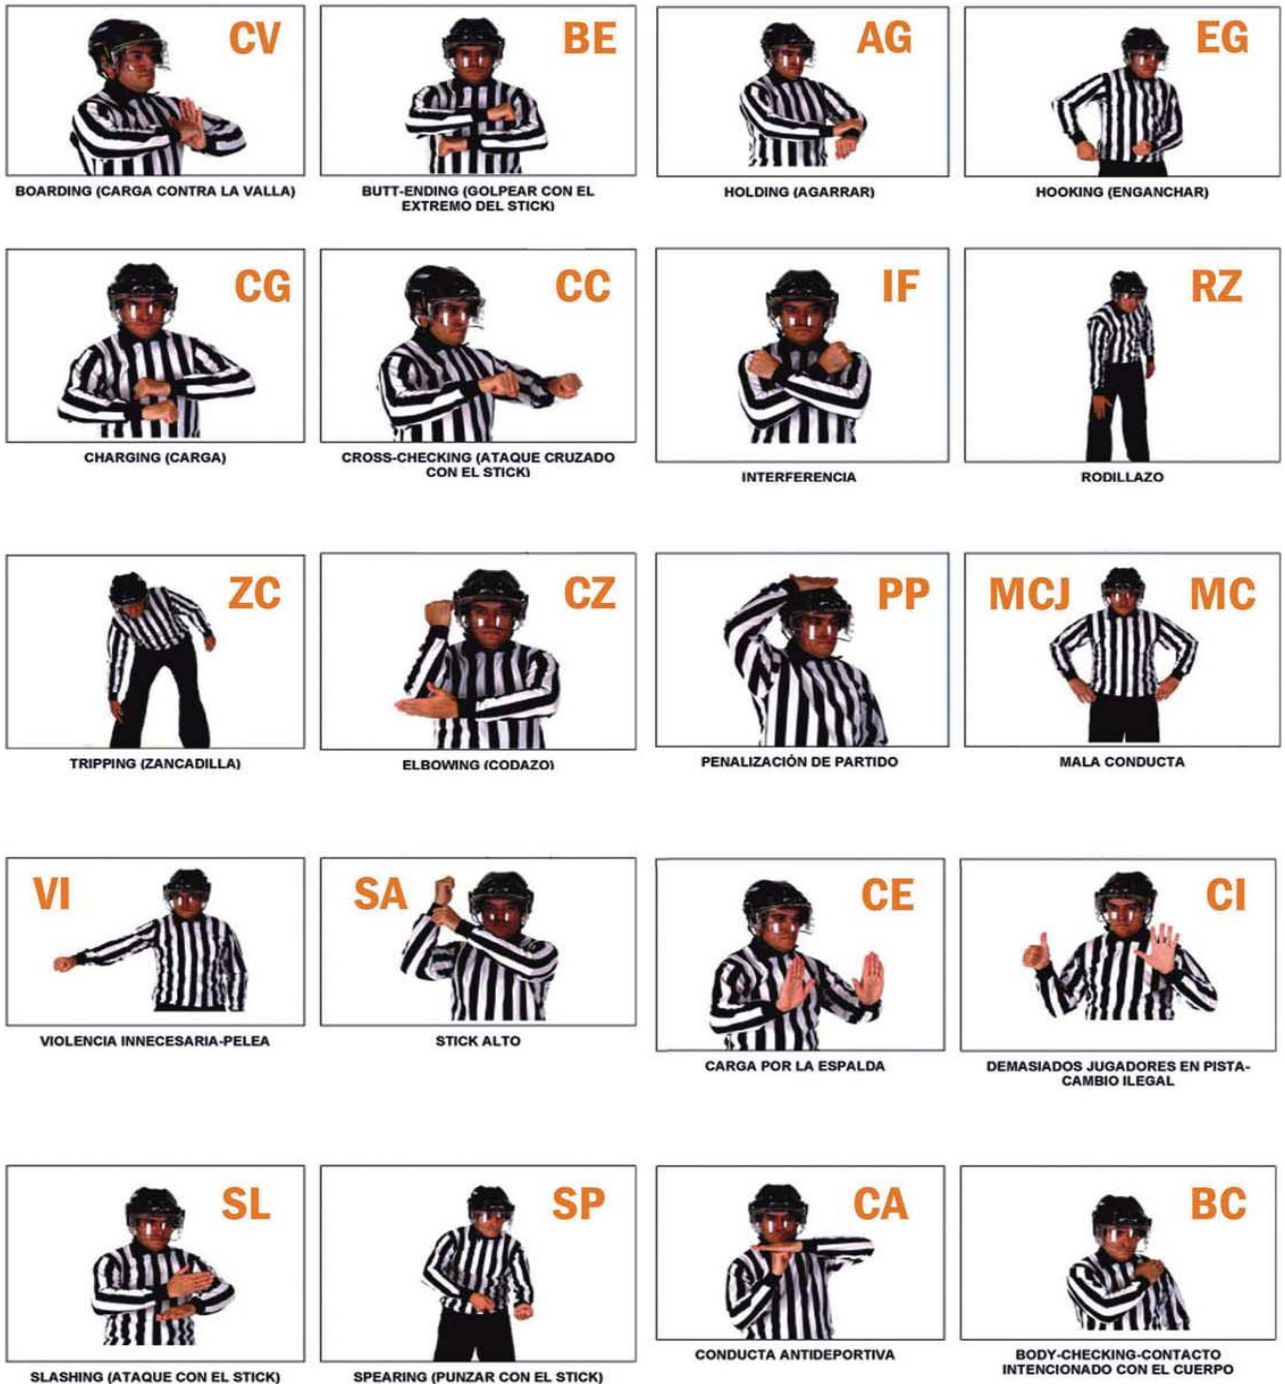 CV
BE
AG
EG
BOARDING (CARGA CONTRA LA VALLA)
BUTT-ENDING (GOLPEAR CON EL
EXTREMO DEL STICK)
HOLDING (AGARRAR)
HOOKING (ENGANCHAR)
CG
CC
IF
RZ
CHARGING (CARGA)
CROSS-CHECKING (ATAQUE CRUZADO
CON EL STICK)
INTERFERENCIA
RODILLAZO
ZC
CZ
PP
MCJ
MC
TRIPPING (ZANCADILLA)
ELBOWING (CODAZO)
PENALIZACIÓN DE PARTIDO
MALA CONDUCTA
VI
SA
CE
CI
VIOLENCIA INNECESARIA-PELEA
STICK ALTO
CARGA POR LA ESPALDA
DEMASIADOS JUGADORES EN PISTA-
CAMBIO ILEGAL
SL
SP
CA
BC
SLASHING (ATAQUE CON EL STICK)
SPEARING (PUNZAR CON EL STICK)
CONDUCTA ANTIDEPORTIVA
BODY-CHECKING-CONTACTO
INTENCIONADO CON EL CUERPO